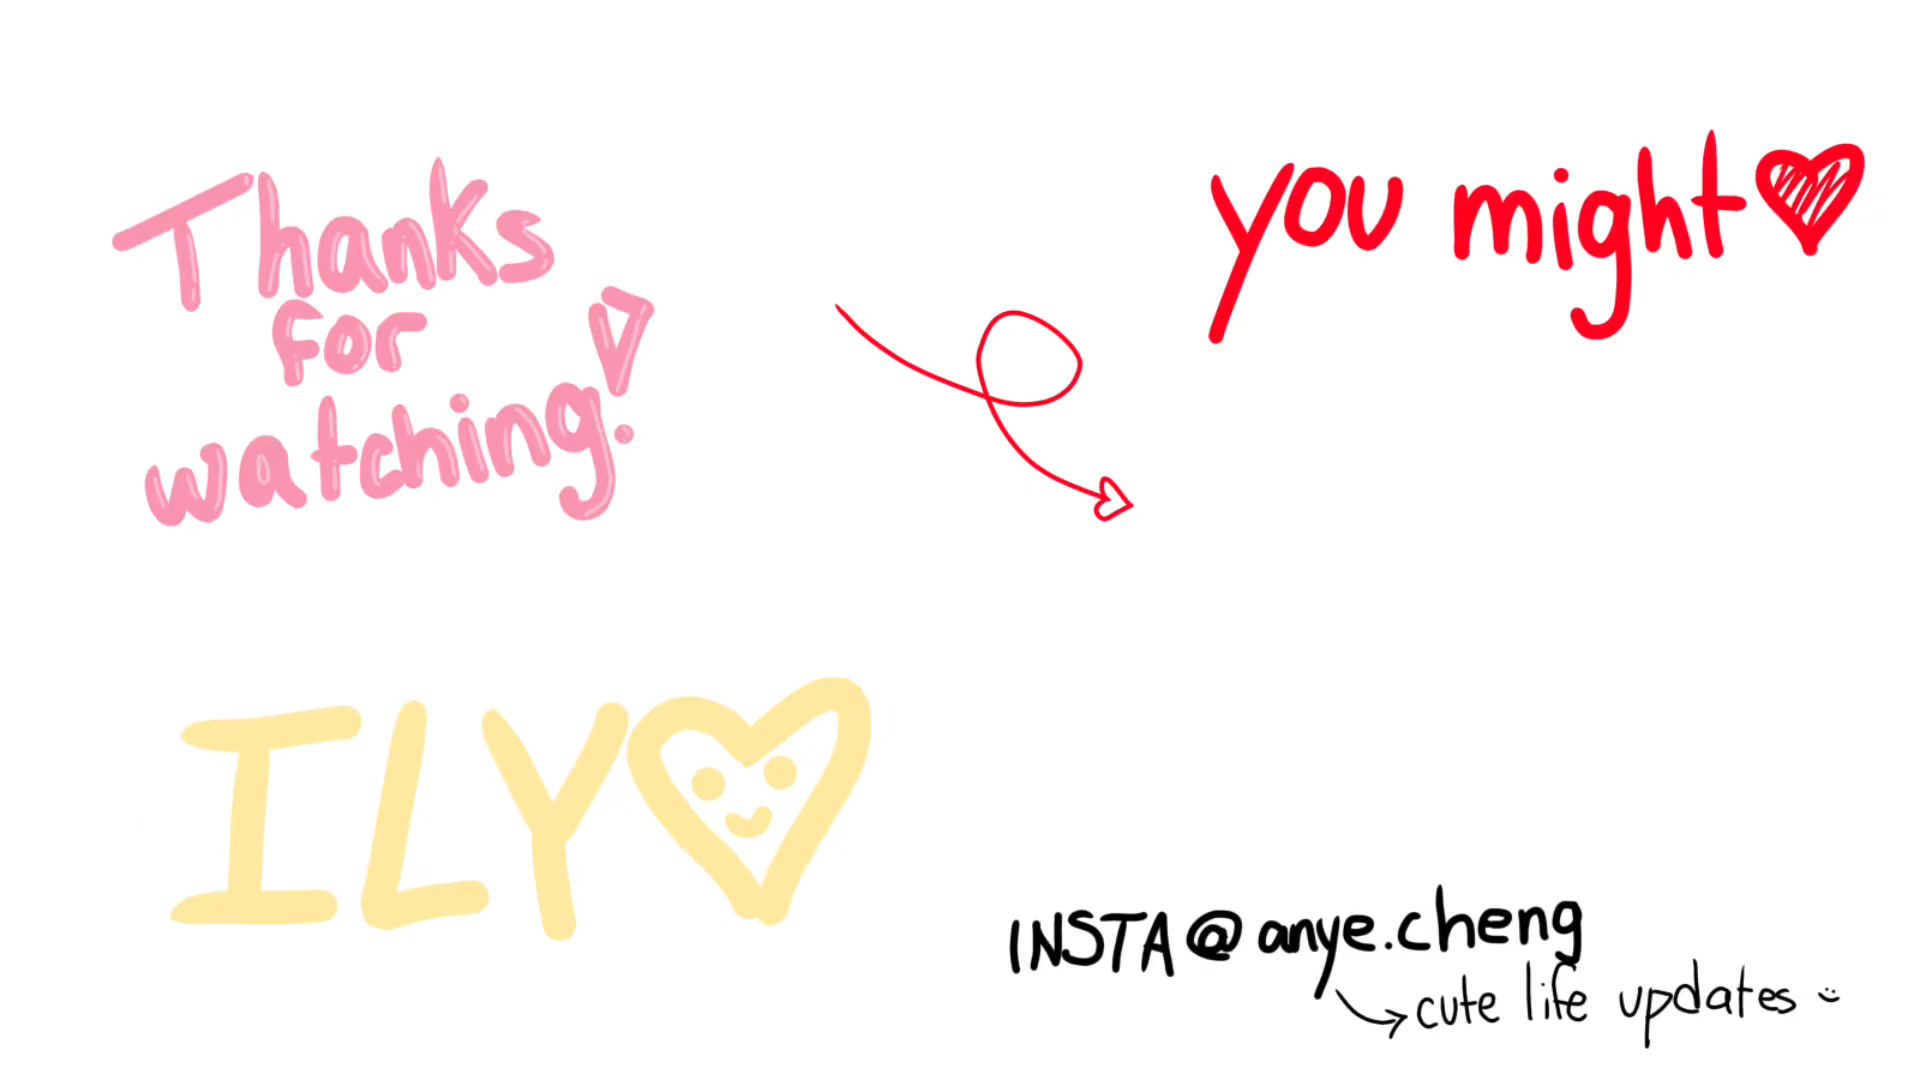 Thanks
for
watching!
you might
ILY
INSTA @anye.cheng
cute life updates